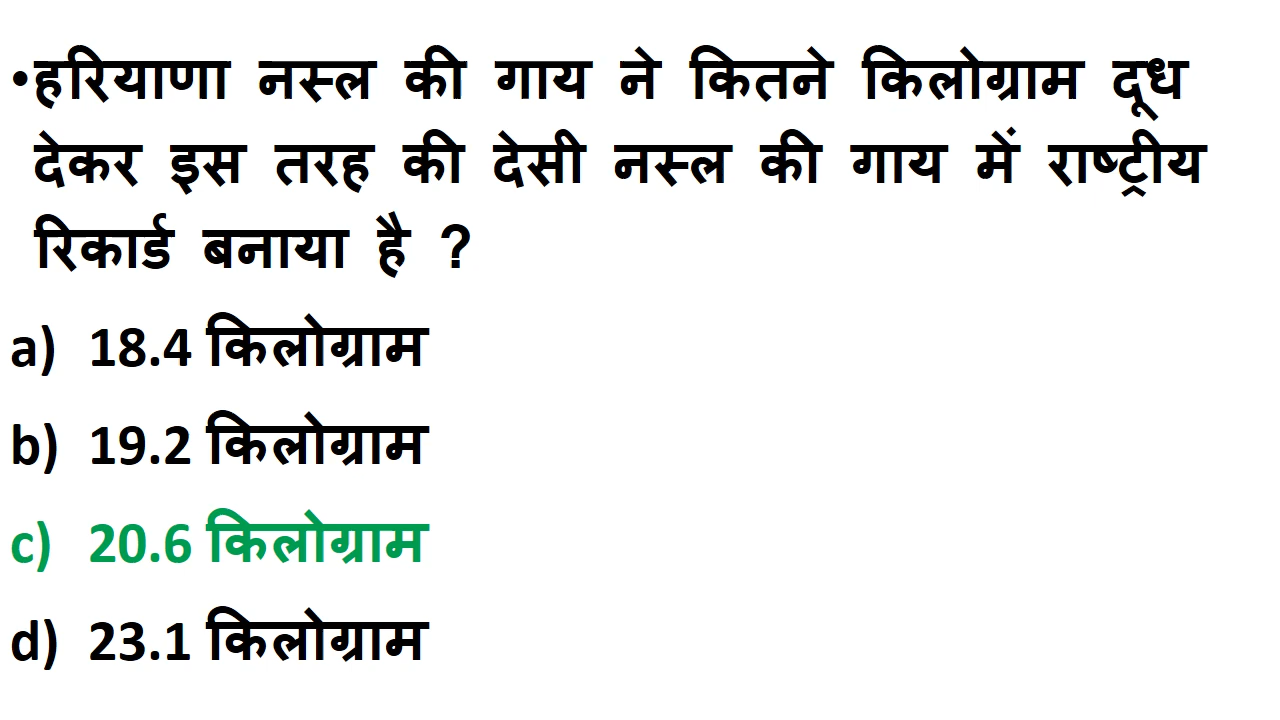 •हरियाणा नस्ल की गाय ने कितने किलोग्राम दूध
देकर इस तरह की देसी नस्ल की गाय में राष्ट्रीय
रिकार्ड बनाया है ?
a) 18.4 किलोग्राम
b) 19.2 किलोग्राम
c) 20.6 किलोग्राम
d) 23.1 किलोग्राम